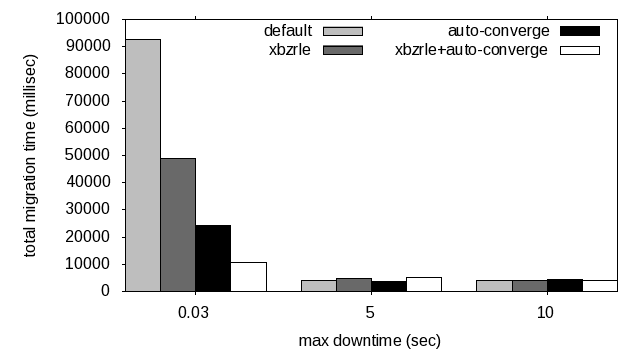 total migration time (millisec)
100000
90000
80000
70000
60000
50000
40000
30000
20000
10000
0
default
xbzrle
auto-converge
xbzrle+auto-converge
0.03
5
10
max downtime (sec)